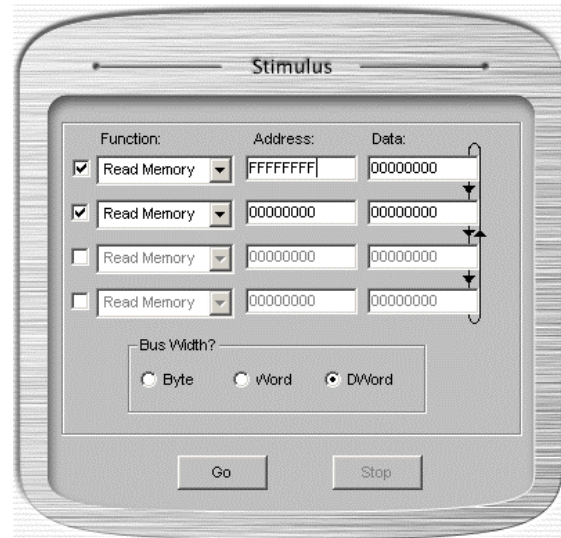 Stimulus
Function: Address: Data:
Read Memory FFFFFFFF 00000000
Read Memory 00000000 00000000
Read Memory 00000000 00000000
Read Memory 00000000 00000000
Bus Width?
Byte Word DWord
Go Stop